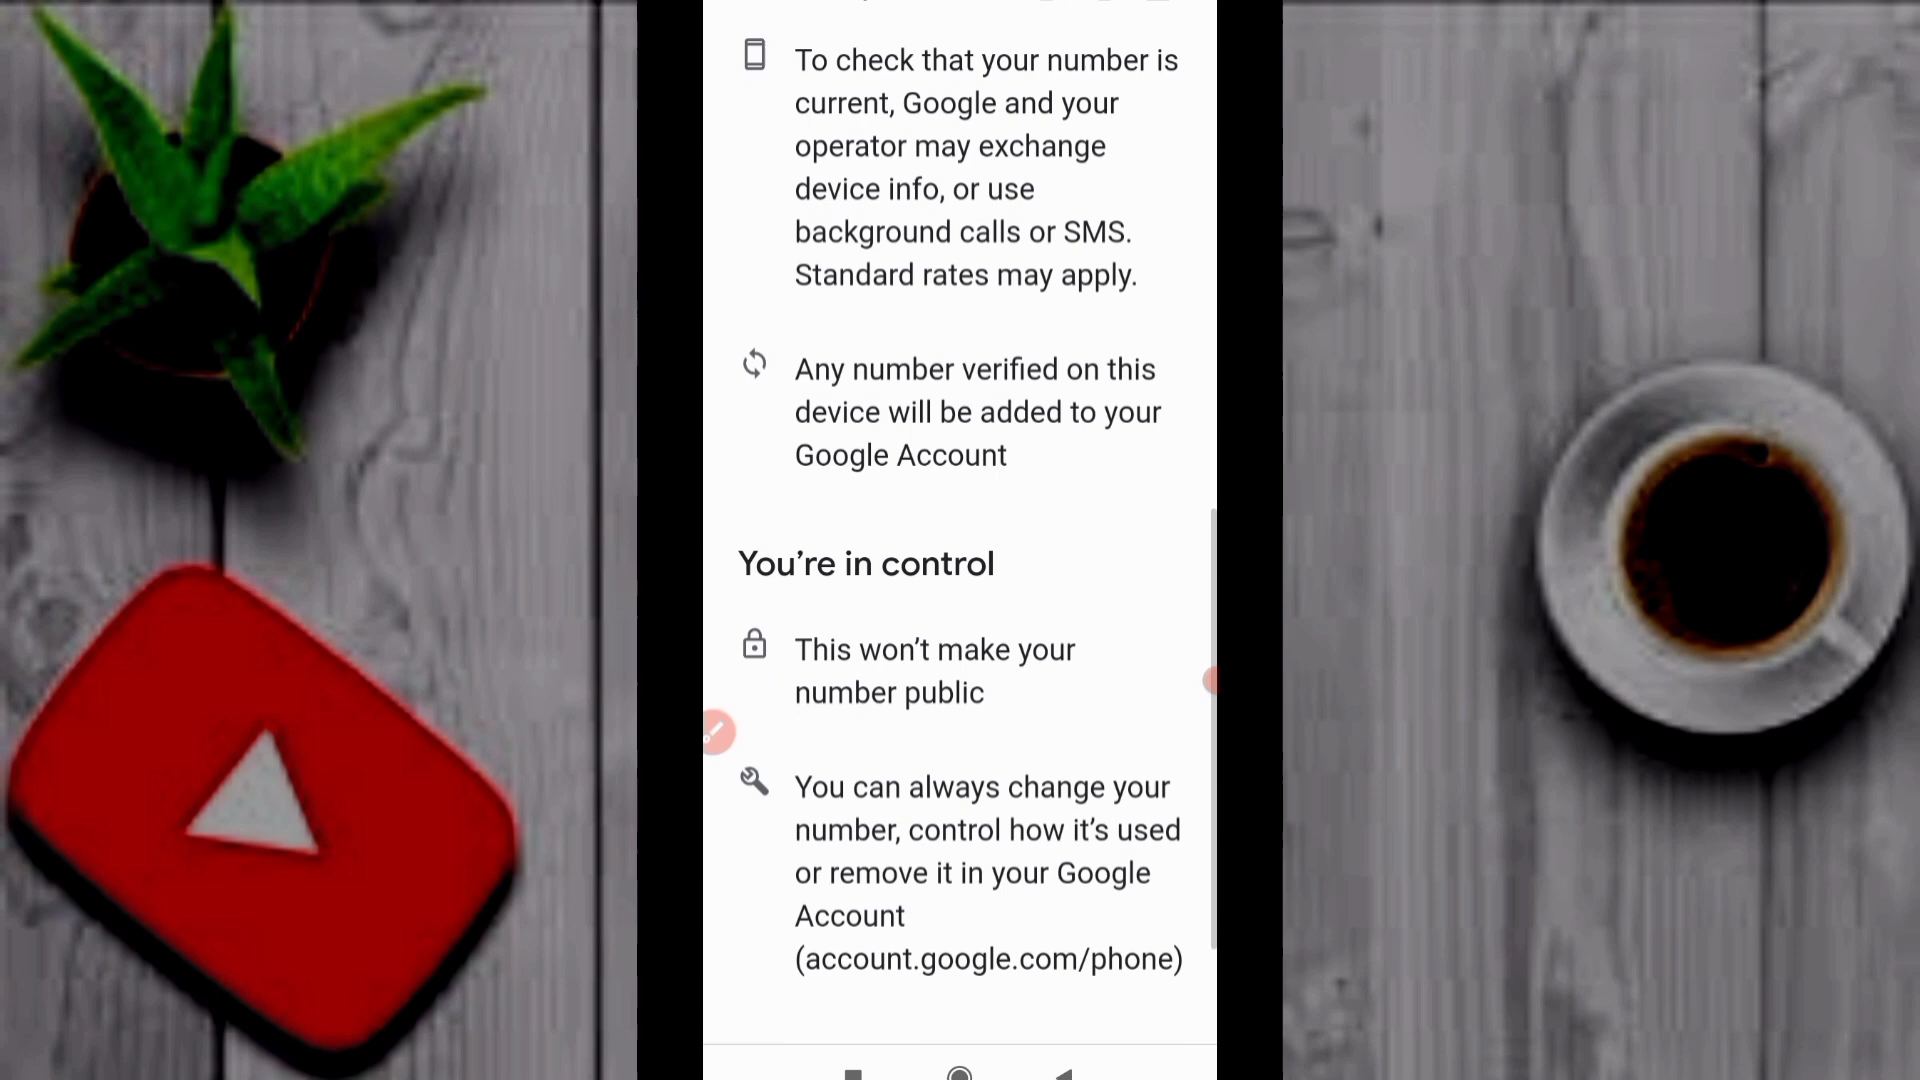 To check that your number is
current, Google and your
operator may exchange
device info, or use
background calls or SMS.
Standard rates may apply.
Any number verified on this
device will be added to your
Google Account
You’re in control
This won’t make your
number public
You can always change your
number, control how it’s used
or remove it in your Google
Account
(account.google.com/phone)